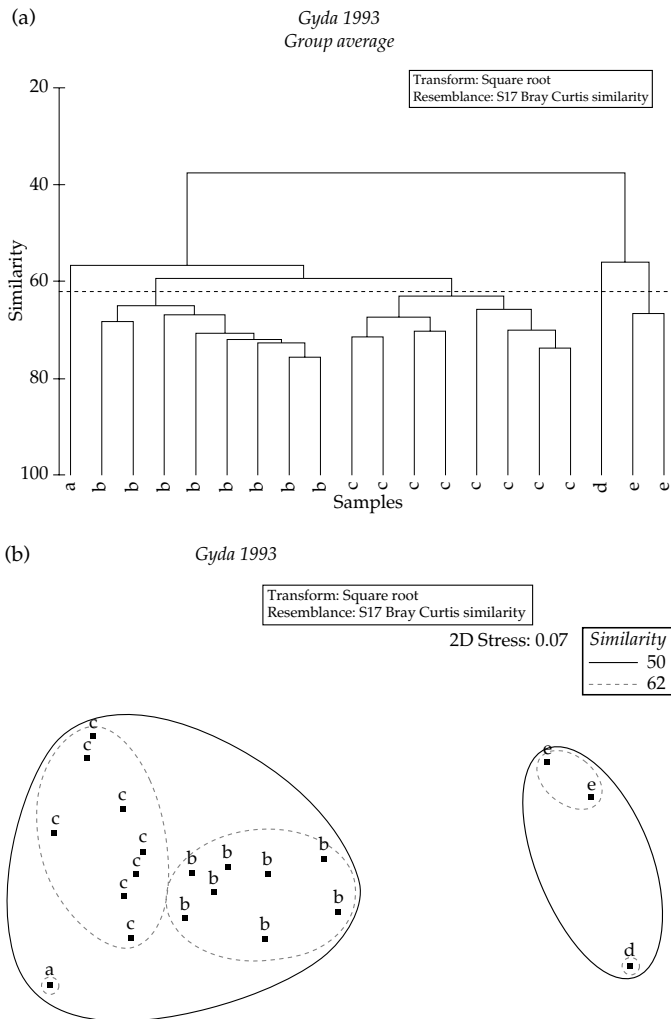 (a)
Gyda 1993
Group average
Transform: Square root
Resemblance: S17 Bray Curtis similarity
20
40
60
80
100
Similarity
a b b b b b b b b c c c c c c c c d e e
Samples
(b)
Gyda 1993
Transform: Square root
Resemblance: S17 Bray Curtis similarity
2D Stress: 0.07
Similarity
50
62
c
c
c
c
c
c
c
c
b
b
b
b
b
b
b
b
a
e
e
d